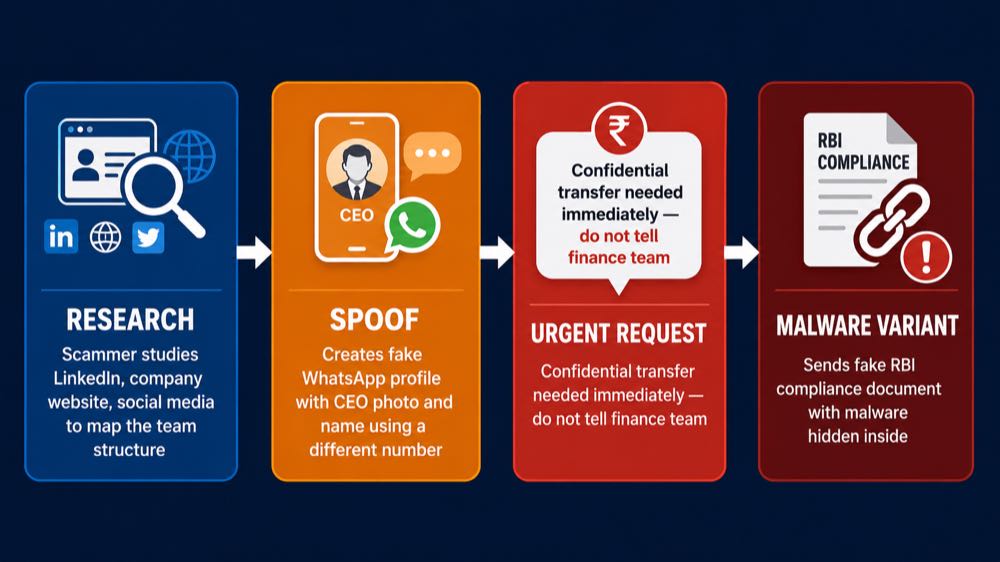 in
CEO
₹
Confidential
transfer needed
immediately —
do not tell
finance team
RBI
COMPLIANCE
!
RESEARCH
Scammer studies
LinkedIn, company
website, social media
to map the team
structure
SPOOF
Creates fake
WhatsApp profile
with CEO photo and
name using a
different number
URGENT REQUEST
Confidential transfer
needed immediately —
do not tell finance team
MALWARE VARIANT
Sends fake RBI
compliance document
with malware
hidden inside